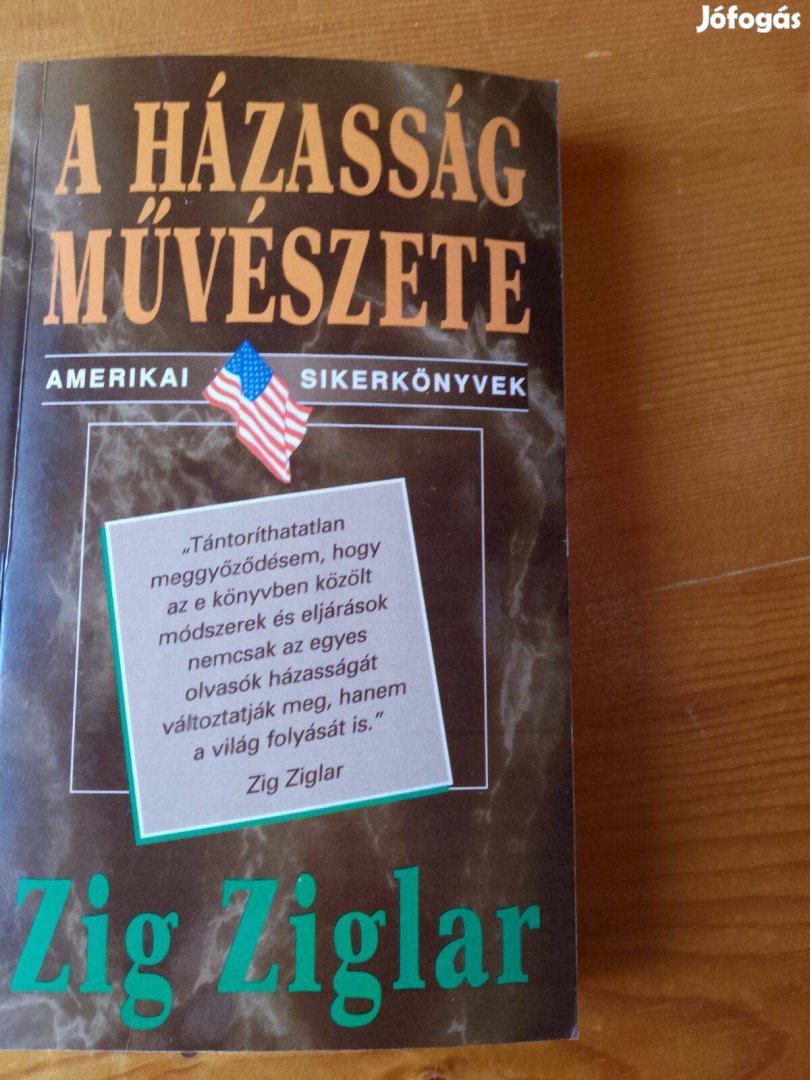 Jófogás
A HÁZASSÁG
MŰVÉSZETE
AMERIKAI SIKERKÖNYVEK
„Tántoríthatatlan
meggyőződésem, hogy
az e könyvben közölt
módszerek és eljárások
nemcsak az egyes
olvasók házasságát
változtatják meg, hanem
a világ folyását is.”
Zig Ziglar
Zig Ziglar